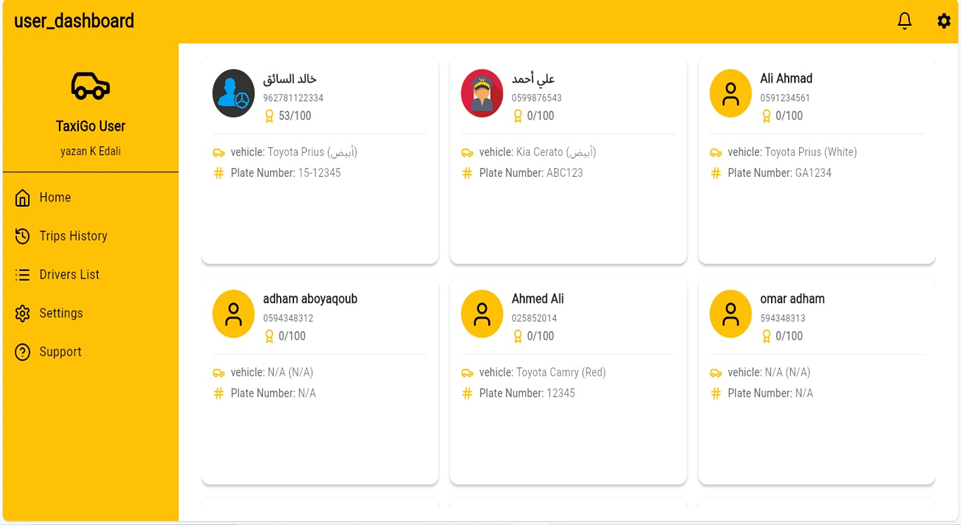 user_dashboard
TaxiGo User
yazan K Edali
Home
Trips History
Drivers List
Settings
Support
خالد السائق
962781122334
53/100
vehicle: Toyota Prius (أبيض)
Plate Number: 15-12345
علي أحمد
0599876543
0/100
vehicle: Kia Cerato (أبيض)
Plate Number: ABC123
Ali Ahmad
0591234561
0/100
vehicle: Toyota Prius (White)
Plate Number: GA1234
adham aboyaqoub
0594348312
0/100
vehicle: N/A (N/A)
Plate Number: N/A
Ahmed Ali
025852014
0/100
vehicle: Toyota Camry (Red)
Plate Number: 12345
omar adham
594348313
0/100
vehicle: N/A (N/A)
Plate Number: N/A